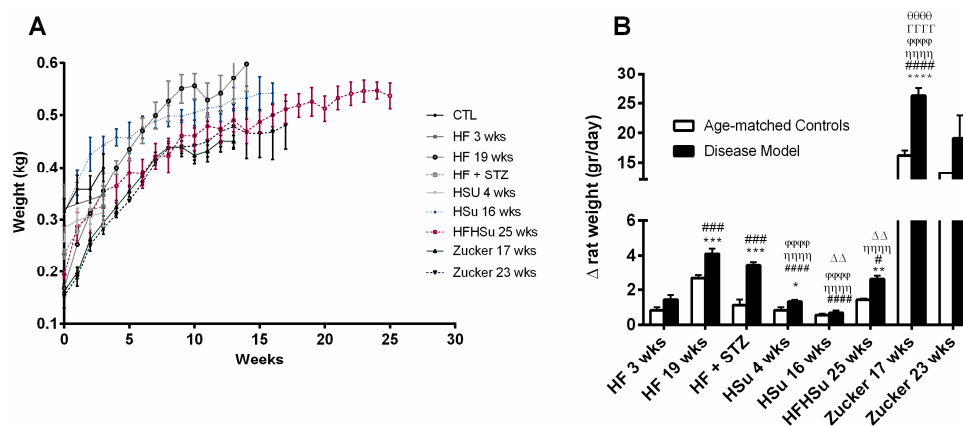 A
0.6
0.5
0.4
0.3
0.2
0.1
Weight (kg)
0 5 10 15 20 25 30
Weeks
CTL
HF 3 wks
HF 19 wks
HF + STZ
HSU 4 wks
HSu 16 wks
HFHSu 25 wks
Zucker 17 wks
Zucker 23 wks
B
Δ rat weight (gr/day)
30
25
20
15
6
4
2
0
Age-matched Controls
Disease Model
###
***
###
***
φφφφ
ηηηη
####
*
ΔΔ
φφφφ
ηηηη
####
ΔΔ
ηηηη
#
**
θθθθ
ΓΓΓΓ
φφφφ
ηηηη
####
****
HF 3 wks
HF 19 wks
HF + STZ
HSu 4 wks
HSu 16 wks
HFHSu 25 wks
Zucker 17 wks
Zucker 23 wks